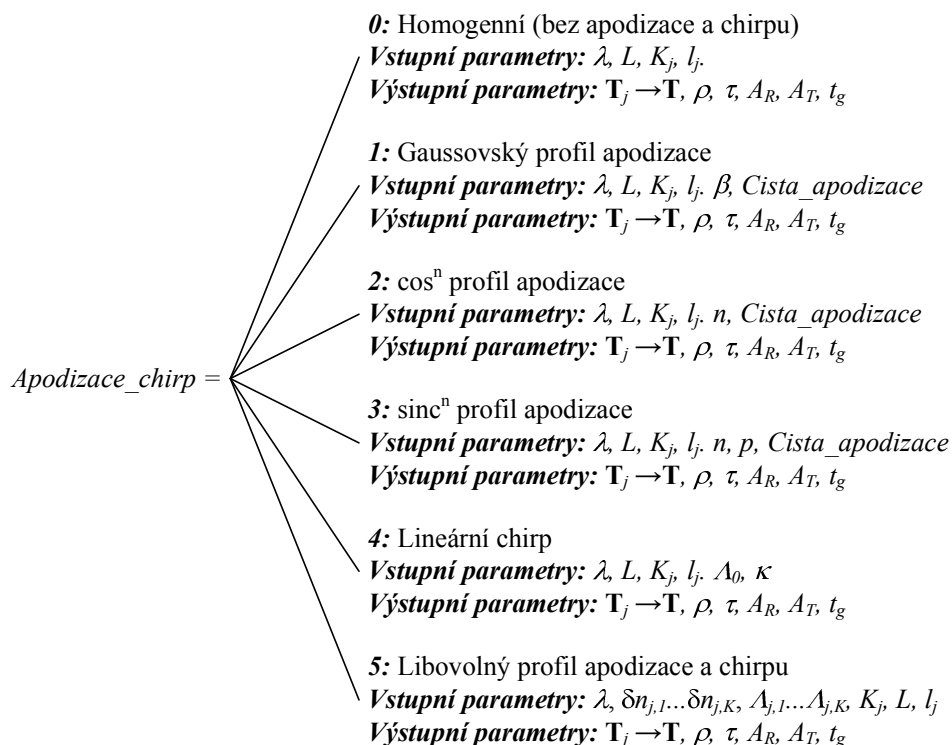 0: Homogenní (bez apodizace a chirpu)
Vstupní parametry: λ, L, Kj, lj.
Výstupní parametry: Tj →T, ρ, τ, AR, AT, tg
1: Gaussovský profil apodizace
Vstupní parametry: λ, L, Kj, lj. β, Cista_apodizace
Výstupní parametry: Tj →T, ρ, τ, AR, AT, tg
2: cosⁿ profil apodizace
Vstupní parametry: λ, L, Kj, lj. n, Cista_apodizace
Výstupní parametry: Tj →T, ρ, τ, AR, AT, tg
Apodizace_chirp =
3: sincⁿ profil apodizace
Vstupní parametry: λ, L, Kj, lj. n, p, Cista_apodizace
Výstupní parametry: Tj →T, ρ, τ, AR, AT, tg
4: Lineární chirp
Vstupní parametry: λ, L, Kj, lj. Λ0, κ
Výstupní parametry: Tj →T, ρ, τ, AR, AT, tg
5: Libovolný profil apodizace a chirpu
Vstupní parametry: λ, δnj,1...δnj,K, Λj,1...Λj,K, Kj, L, lj
Výstupní parametry: Tj →T, ρ, τ, AR, AT, tg